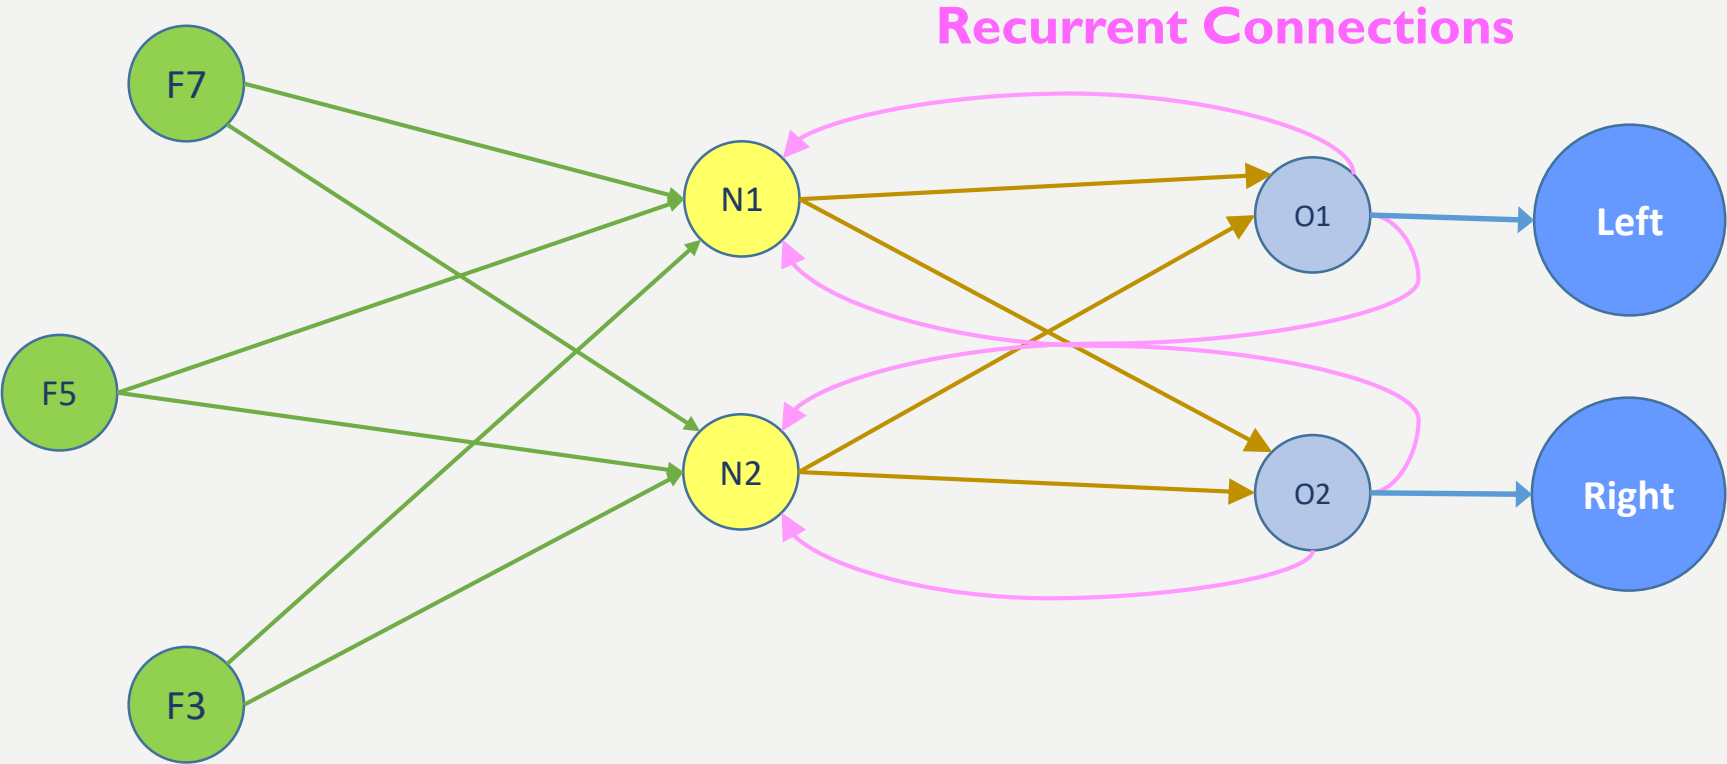 Recurrent Connections
F7
N1
O1
Left
F5
N2
O2
Right
F3